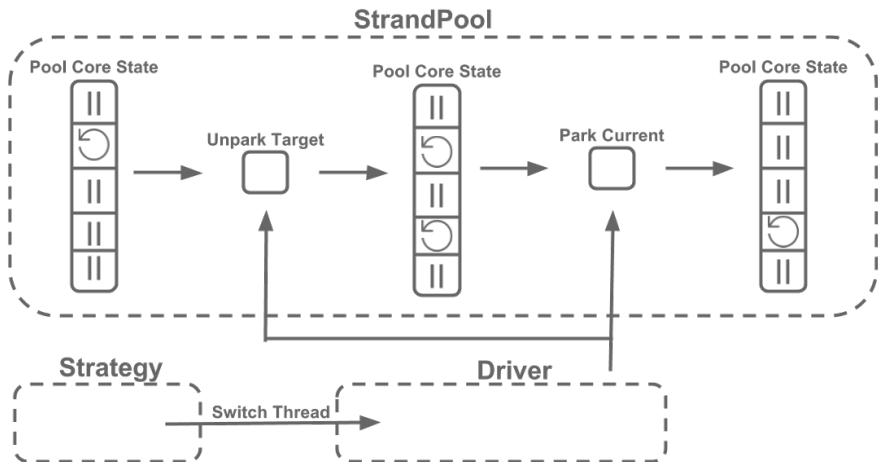 StrandPool
Pool Core State
Pool Core State
Pool Core State
Unpark Target
Park Current
Strategy
Driver
Switch Thread